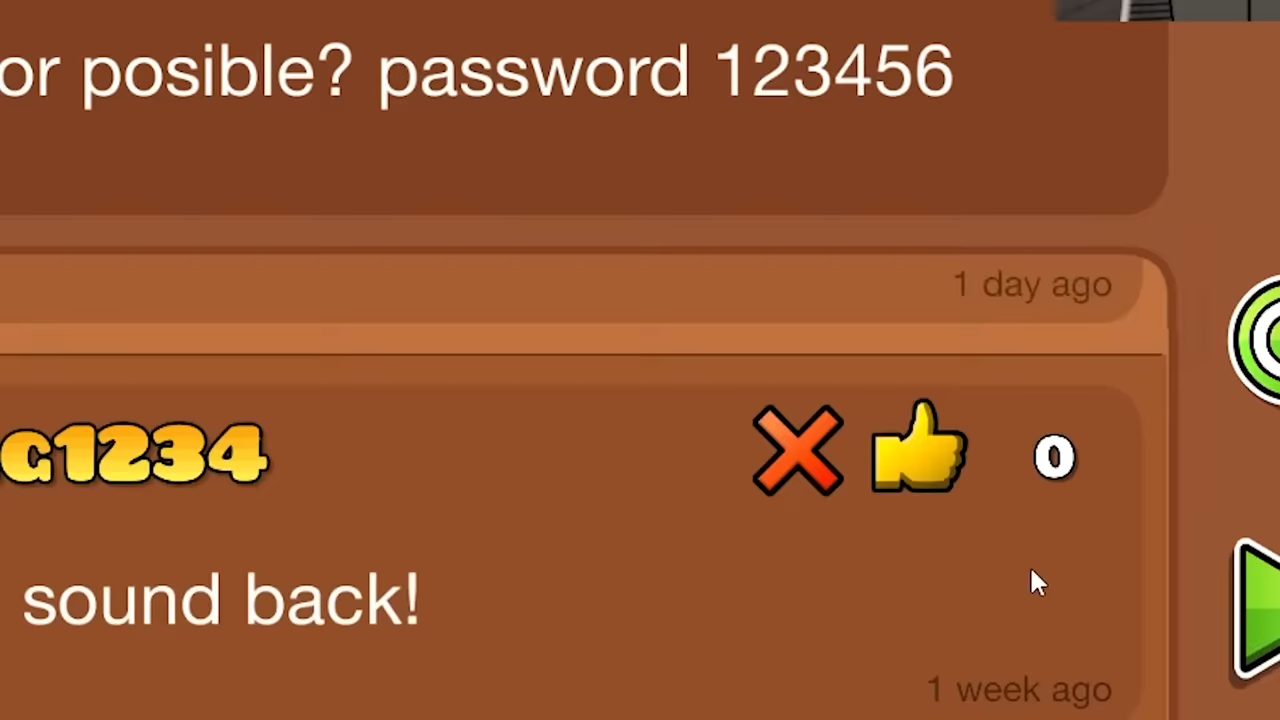 or posible? password 123456
1 day ago
G1234
0
sound back!
1 week ago